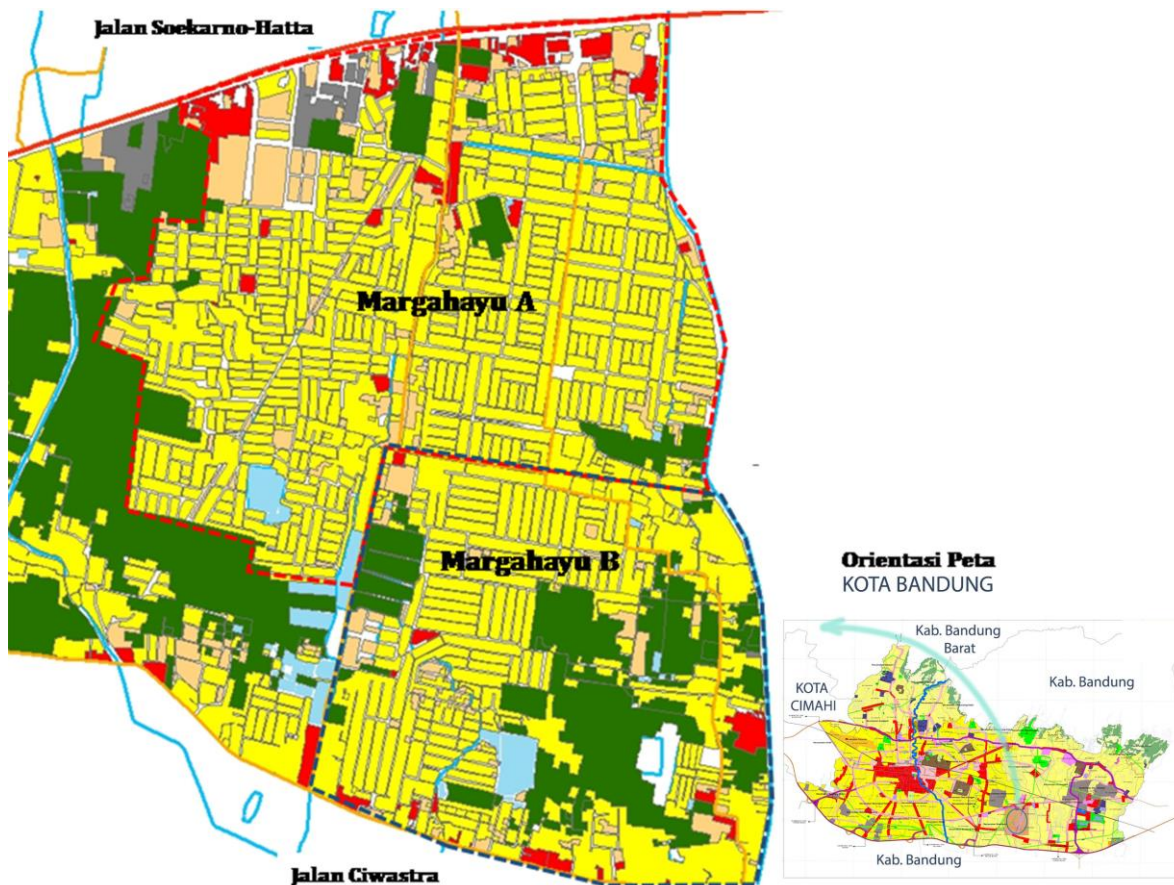 Jalan Soekarno-Hatta
Margahayu A
Margahayu B
Jalan Ciwastra
Orientasi Peta
KOTA BANDUNG
Kab. Bandung
Barat
KOTA
CIMAHI
Kab. Bandung
Kab. Bandung